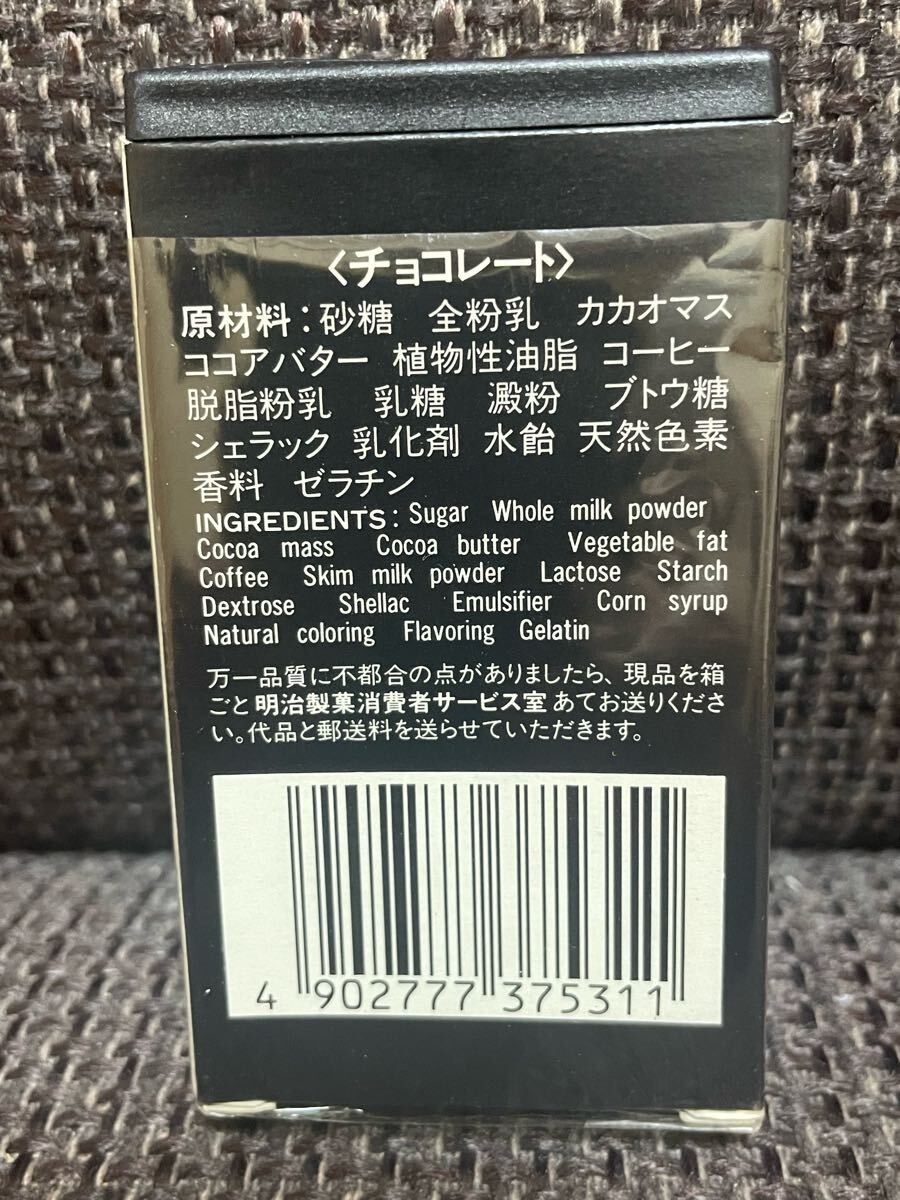 〈チョコレート〉
原材料:砂糖 全粉乳 カカオマス
ココアバター 植物性油脂 コーヒー
脱脂粉乳 乳糖 澱粉 ブトウ糖
シェラック 乳化剤 水飴 天然色素
香料 ゼラチン
INGREDIENTS: Sugar Whole milk powder
Cocoa mass Cocoa butter Vegetable fat
Coffee Skim milk powder Lactose Starch
Dextrose Shellac Emulsifier Corn syrup
Natural coloring Flavoring Gelatin
万一品質に不都合の点がありましたら、現品を箱
ごと明治製菓消費者サービス室あてお送りくださ
い。代品と郵送料を送らせていただきます。
4 902777 375311